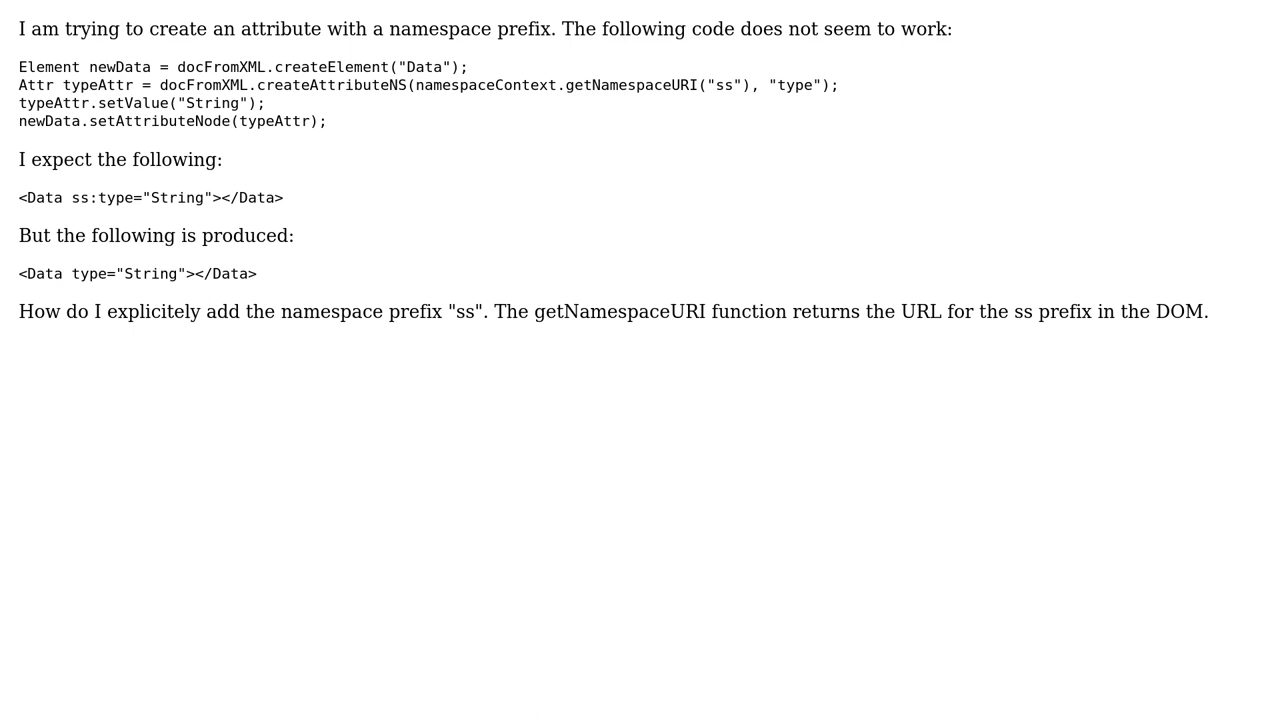 I am trying to create an attribute with a namespace prefix. The following code does not seem to work:
Element newData = docFromXML.createElement("Data");
Attr typeAttr = docFromXML.createAttributeNS(namespaceContext.getNamespaceURI("ss"), "type");
typeAttr.setValue("String");
newData.setAttributeNode(typeAttr);
I expect the following:
<Data ss:type="String"></Data>
But the following is produced:
<Data type="String"></Data>
How do I explicitely add the namespace prefix "ss". The getNamespaceURI function returns the URL for the ss prefix in the DOM.